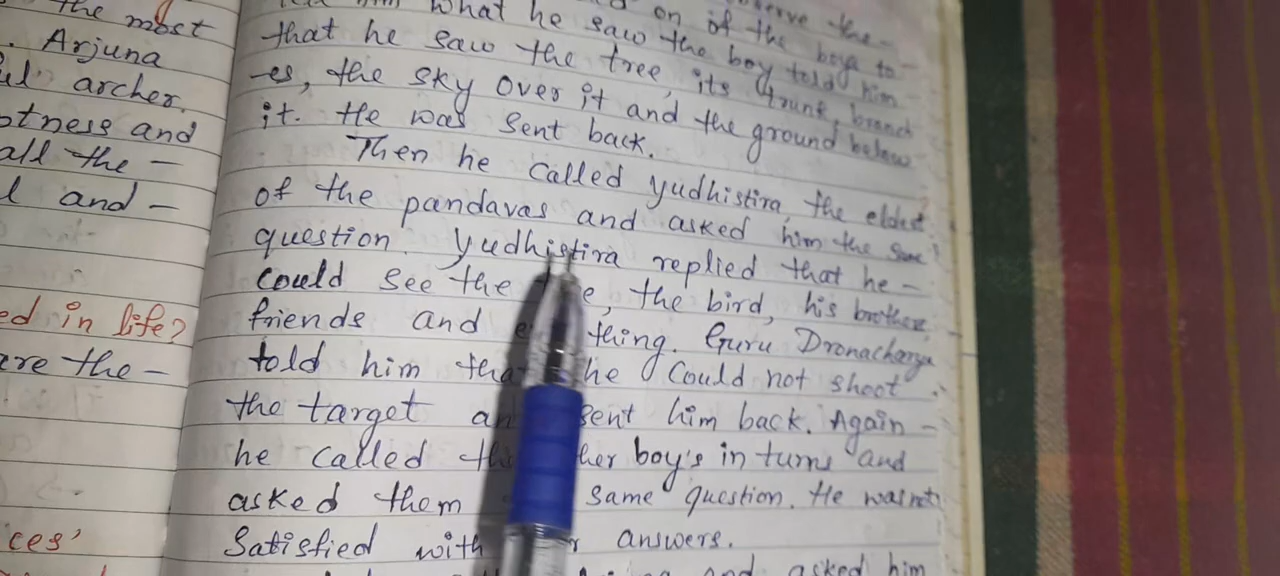 the most
. Arjuna
archer.
and
all the -
and -
ed in life?
are the -
ces'
what he saw the boy told him
that he saw the tree, its trunk, branch
-es, the sky over it and the ground below
it. He was sent back.
Then he called Yudhistira, the eldest
of the pandavas and asked him the same
question. Yudhistira replied that he -
could see the the bird, his brothers
friends and thing. Guru Dronacharya
told him he could not shoot
the target sent him back. Again -
he called boy's in turns and
asked them same question. He was not
Satisfied with answers.
and asked him